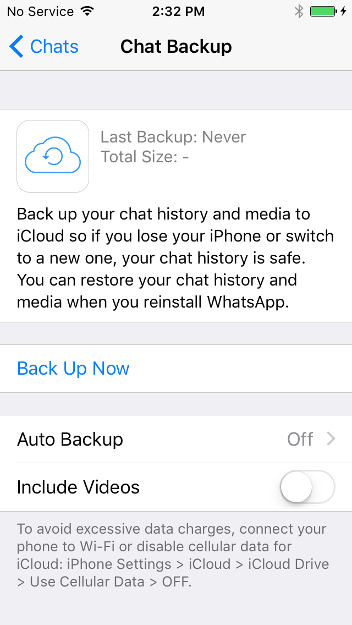 No Service 2:32 PM
Chats Chat Backup
Last Backup: Never
Total Size: -
Back up your chat history and media to
iCloud so if you lose your iPhone or switch
to a new one, your chat history is safe.
You can restore your chat history and
media when you reinstall WhatsApp.
Back Up Now
Auto Backup Off
Include Videos
To avoid excessive data charges, connect your
phone to Wi-Fi or disable cellular data for
iCloud: iPhone Settings > iCloud > iCloud Drive
> Use Cellular Data > OFF.